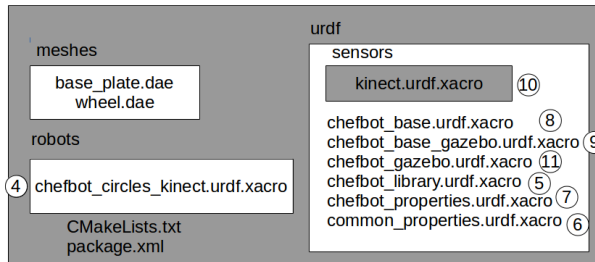 meshes
base_plate.dae
wheel.dae
robots
4 chefbot_circles_kinect.urdf.xacro
CMakeLists.txt
package.xml
urdf
sensors
kinect.urdf.xacro 10
chefbot_base.urdf.xacro 8
chefbot_base_gazebo.urdf.xacro 9
chefbot_gazebo.urdf.xacro 11
chefbot_library.urdf.xacro 5
chefbot_properties.urdf.xacro 7
common_properties.urdf.xacro 6